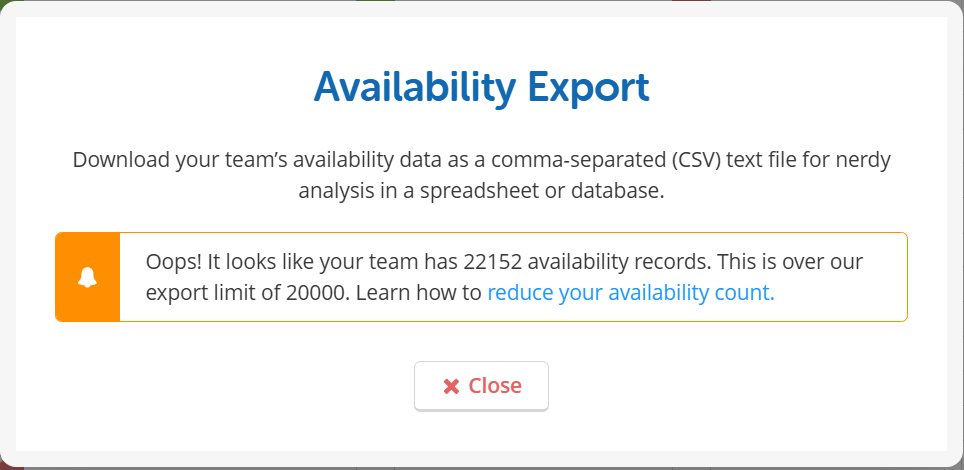 Availability Export
Download your team’s availability data as a comma-separated (CSV) text file for nerdy
analysis in a spreadsheet or database.
Oops! It looks like your team has 22152 availability records. This is over our
export limit of 20000. Learn how to reduce your availability count.
Close